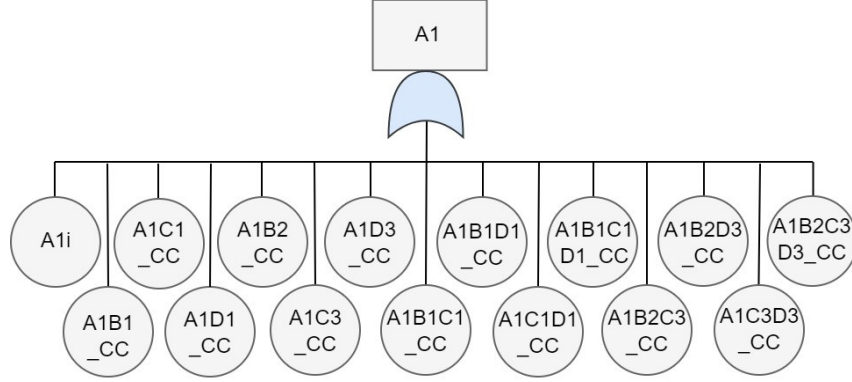 A1
A1i
A1C1
_CC
A1B2
_CC
A1D3
_CC
A1B1D1
_CC
A1B1C1
D1_CC
A1B2D3
_CC
A1B2C3
D3_CC
A1B1
_CC
A1D1
_CC
A1C3
_CC
A1B1C1
_CC
A1C1D1
_CC
A1B2C3
_CC
A1C3D3
_CC